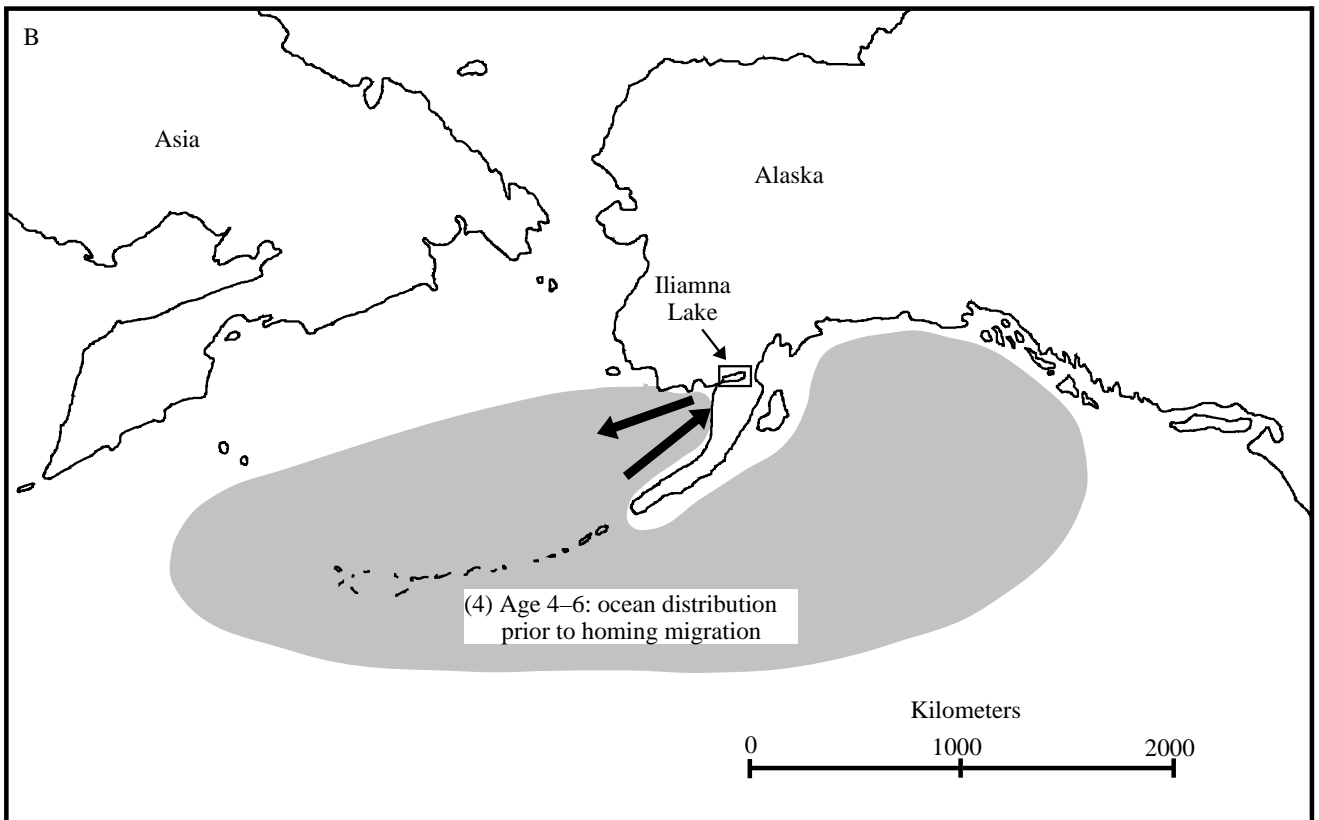 B
Asia
Alaska
Iliamna
Lake
(4) Age 4–6: ocean distribution
prior to homing migration
Kilometers
0 1000 2000